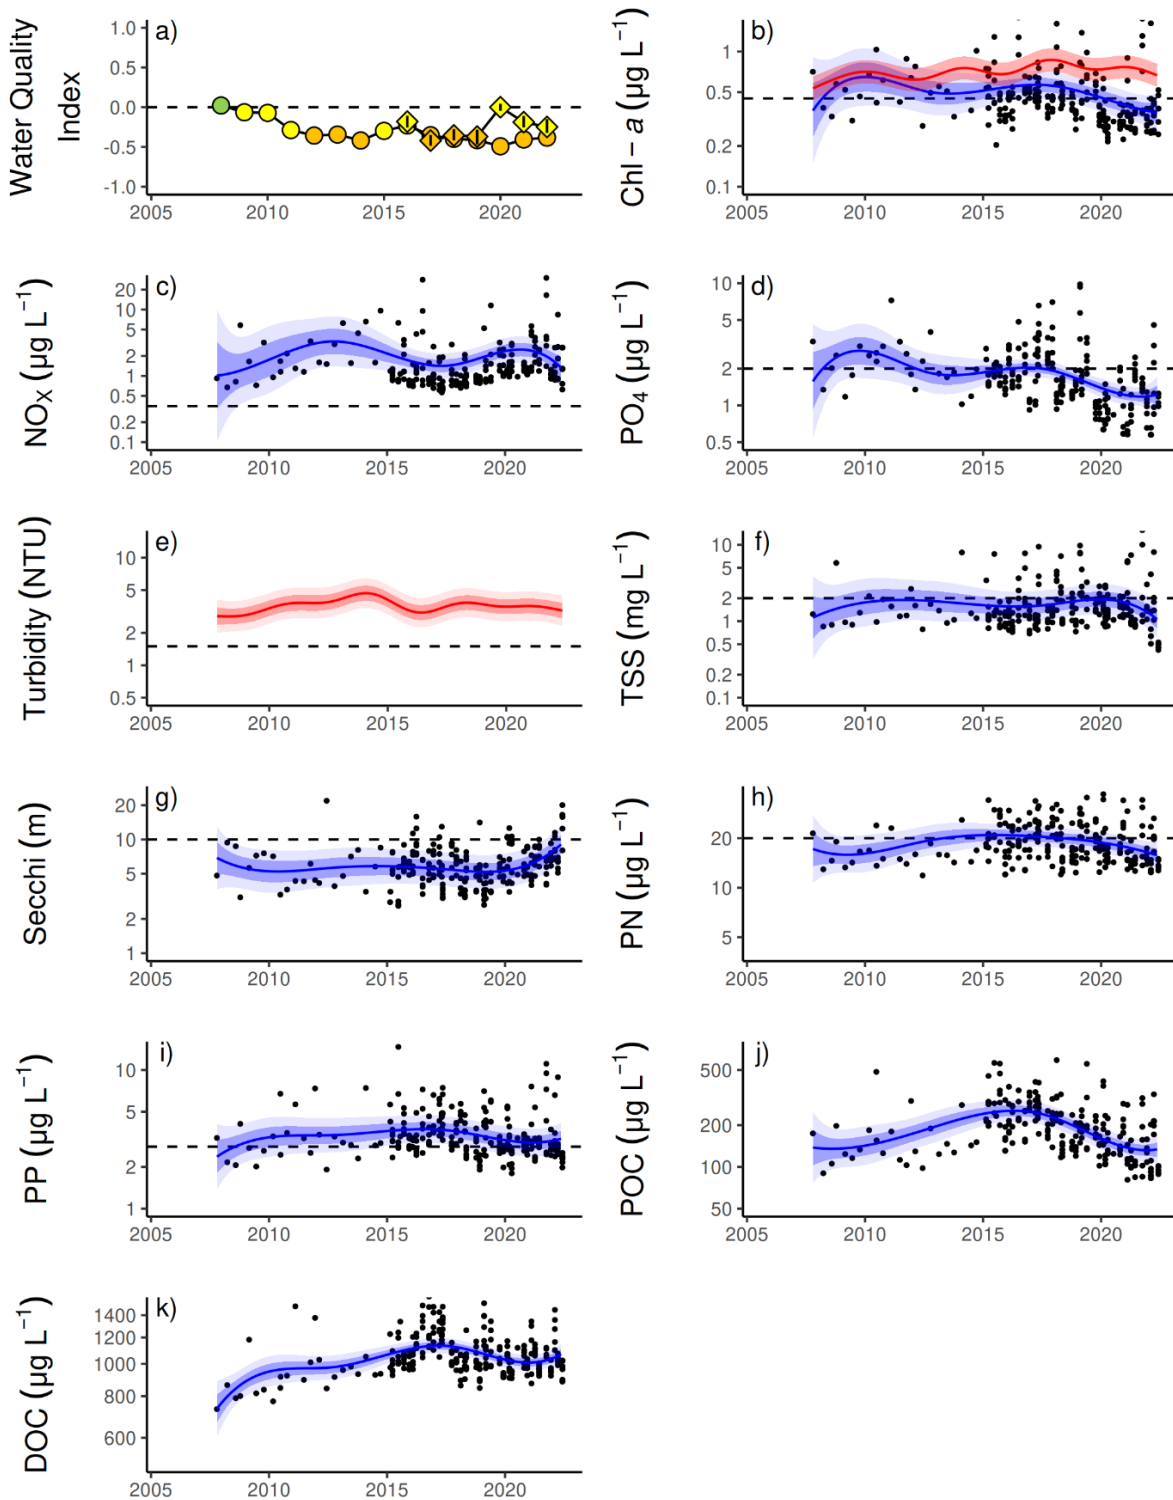 Water Quality
Index
a)
1.0
0.5
0.0
-0.5
-1.0
2005 2010 2015 2020
Chl − a (µg L−1)
b)
1
0.5
0.2
0.1
2005 2010 2015 2020
NOX (µg L−1)
c)
20
10
5
2
1
0.5
0.2
0.1
2005 2010 2015 2020
PO4 (µg L−1)
d)
10
5
2
1
0.5
2005 2010 2015 2020
Turbidity (NTU)
e)
10
5
2
1
0.5
2005 2010 2015 2020
TSS (mg L−1)
f)
10
5
2
1
0.5
0.2
0.1
2005 2010 2015 2020
Secchi (m)
g)
20
10
5
2
1
2005 2010 2015 2020
PN (µg L−1)
h)
20
10
5
2005 2010 2015 2020
PP (µg L−1)
i)
10
5
2
1
2005 2010 2015 2020
POC (µg L−1)
j)
500
200
100
50
2005 2010 2015 2020
DOC (µg L−1)
k)
1400
1200
1000
800
600
2005 2010 2015 2020